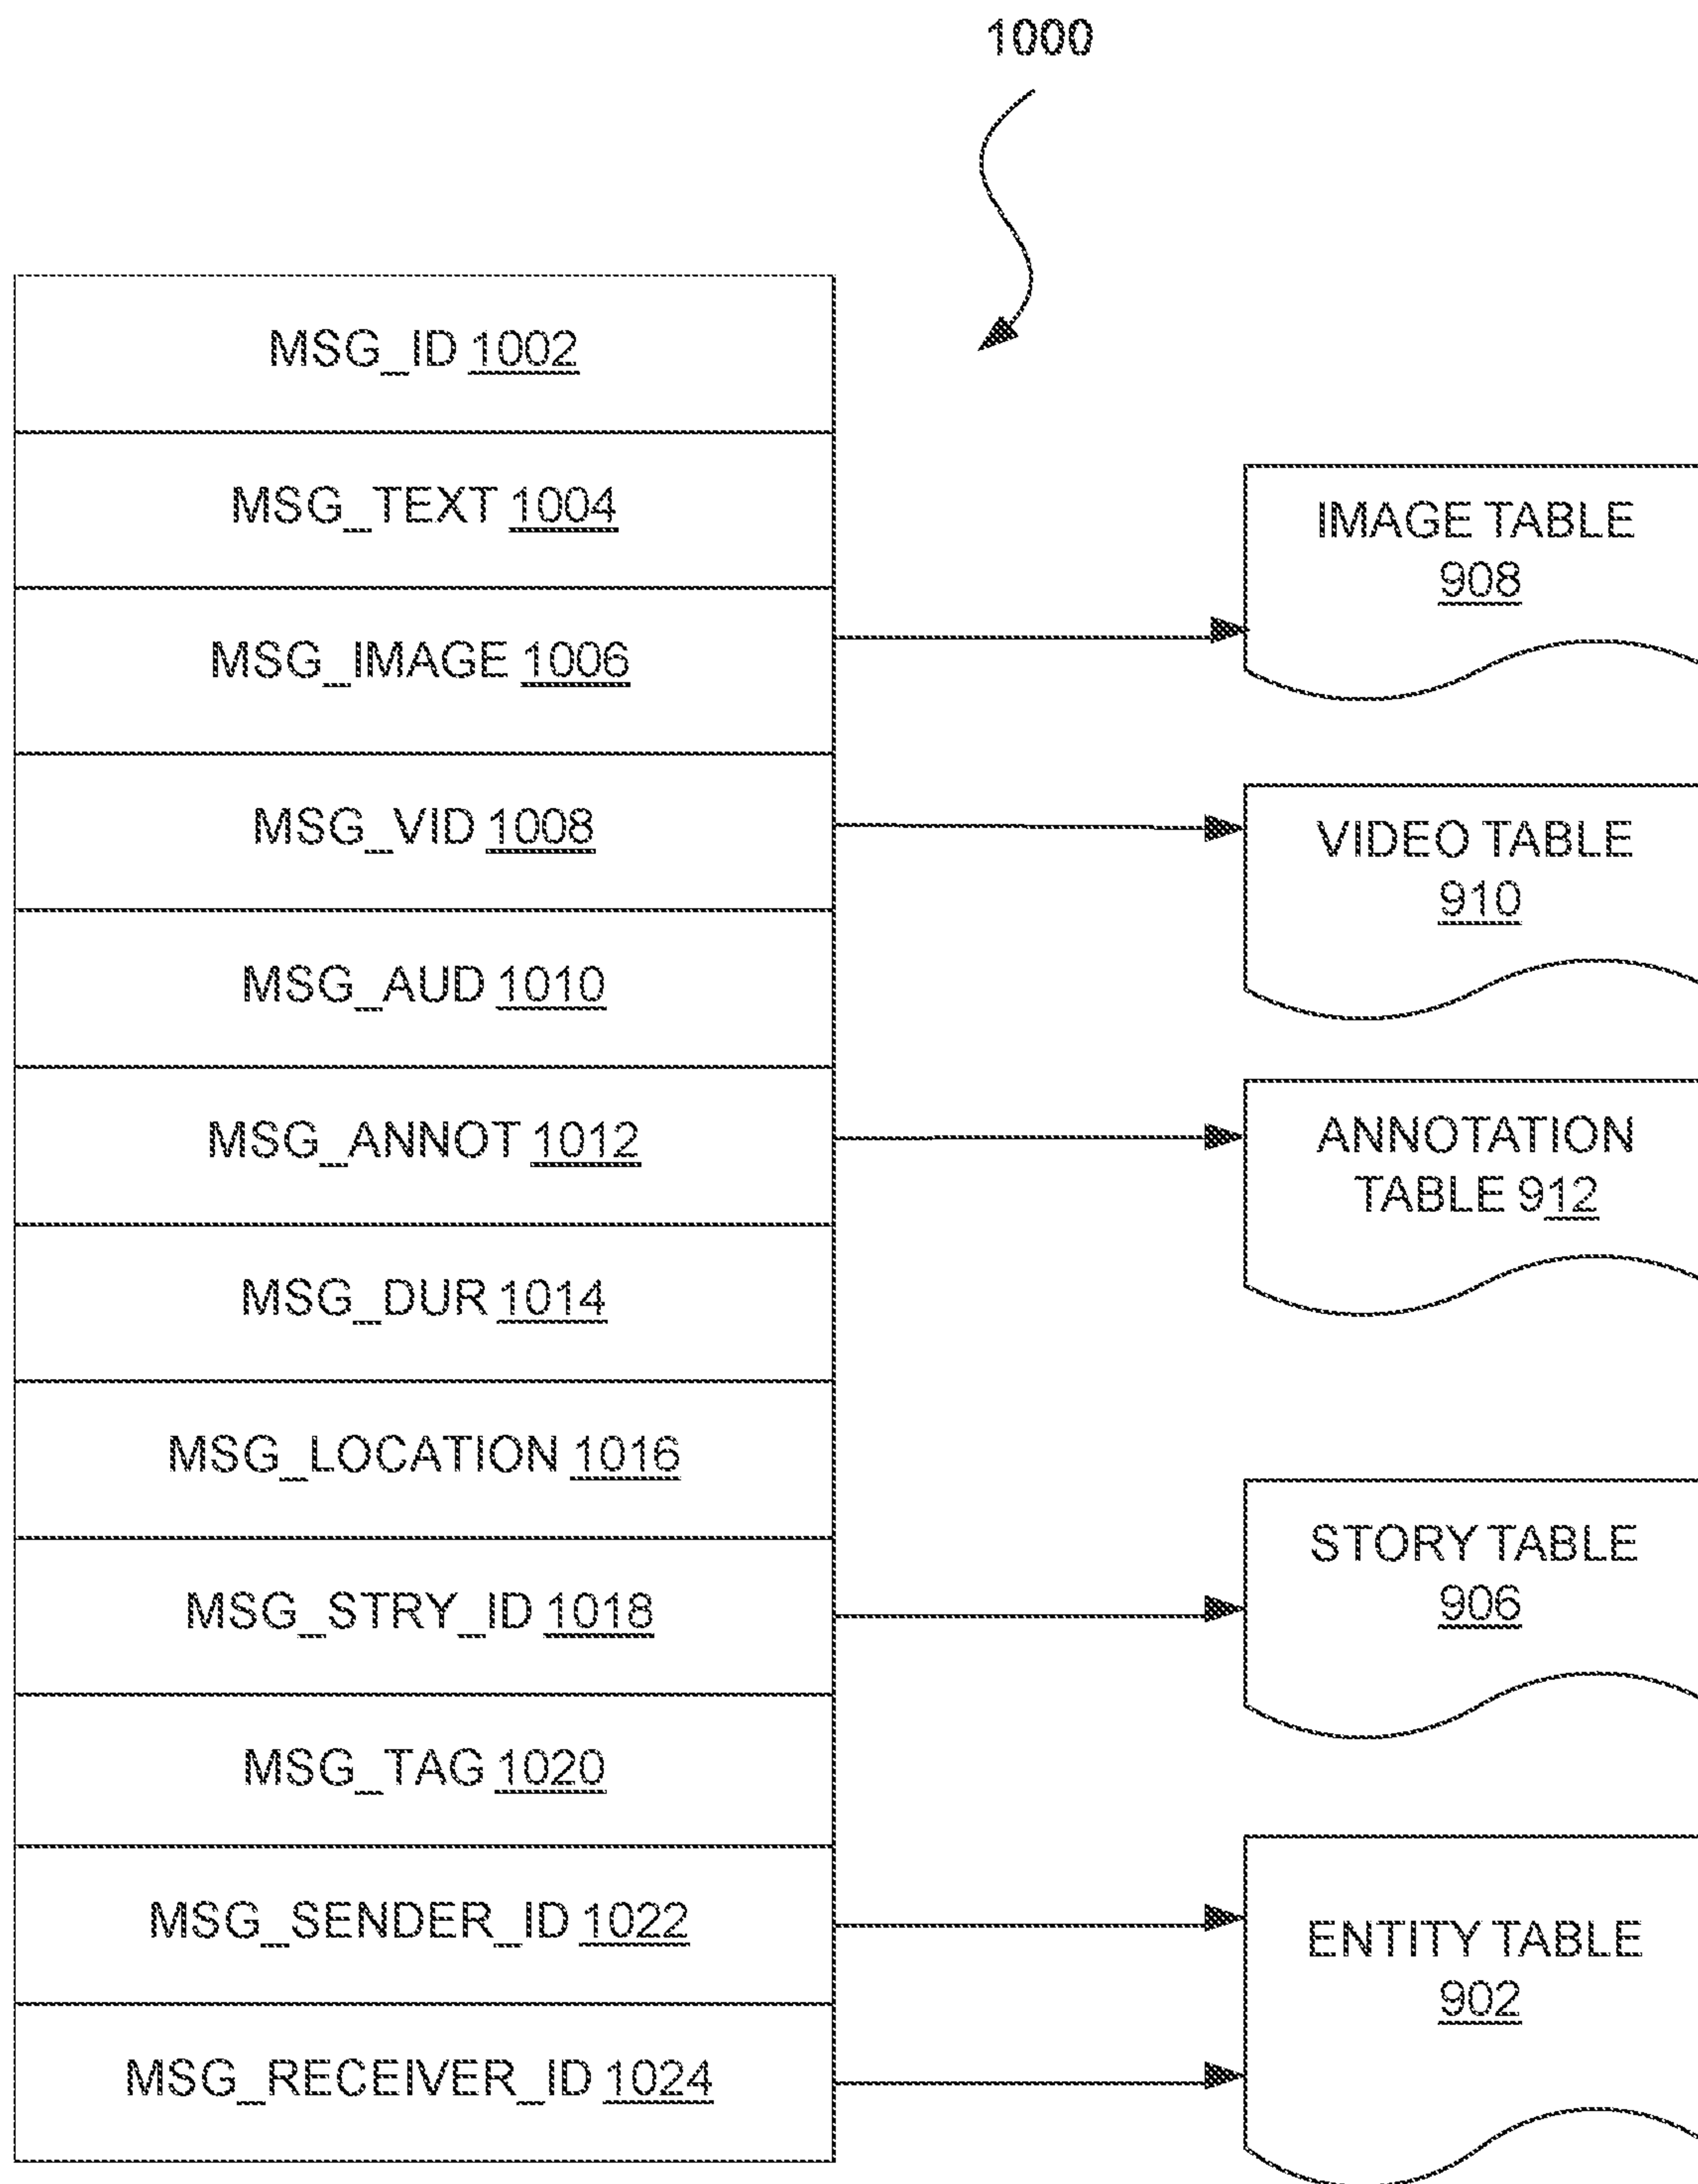 1000
MSG_ID 1002
MSG_TEXT 1004
MSG_IMAGE 1006
MSG_VID 1008
MSG_AUD 1010
MSG_ANNOT 1012
MSG_DUR 1014
MSG_LOCATION 1016
MSG_STRY_ID 1018
MSG_TAG 1020
MSG_SENDER_ID 1022
MSG_RECEIVER_ID 1024
IMAGE TABLE
908
VIDEO TABLE
910
ANNOTATION
TABLE 912
STORY TABLE
906
ENTITY TABLE
902